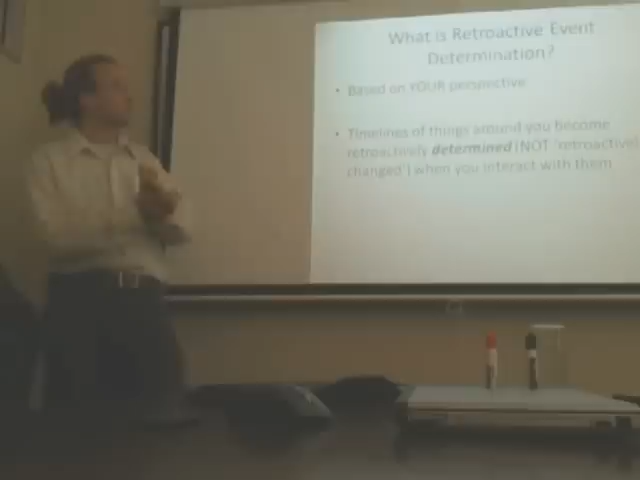 What is Retroactive Event
Determination?
• Based on YOUR perspective
• Timelines of things around you become
retroactively determined (NOT 'retroactively
changed') when you interact with them